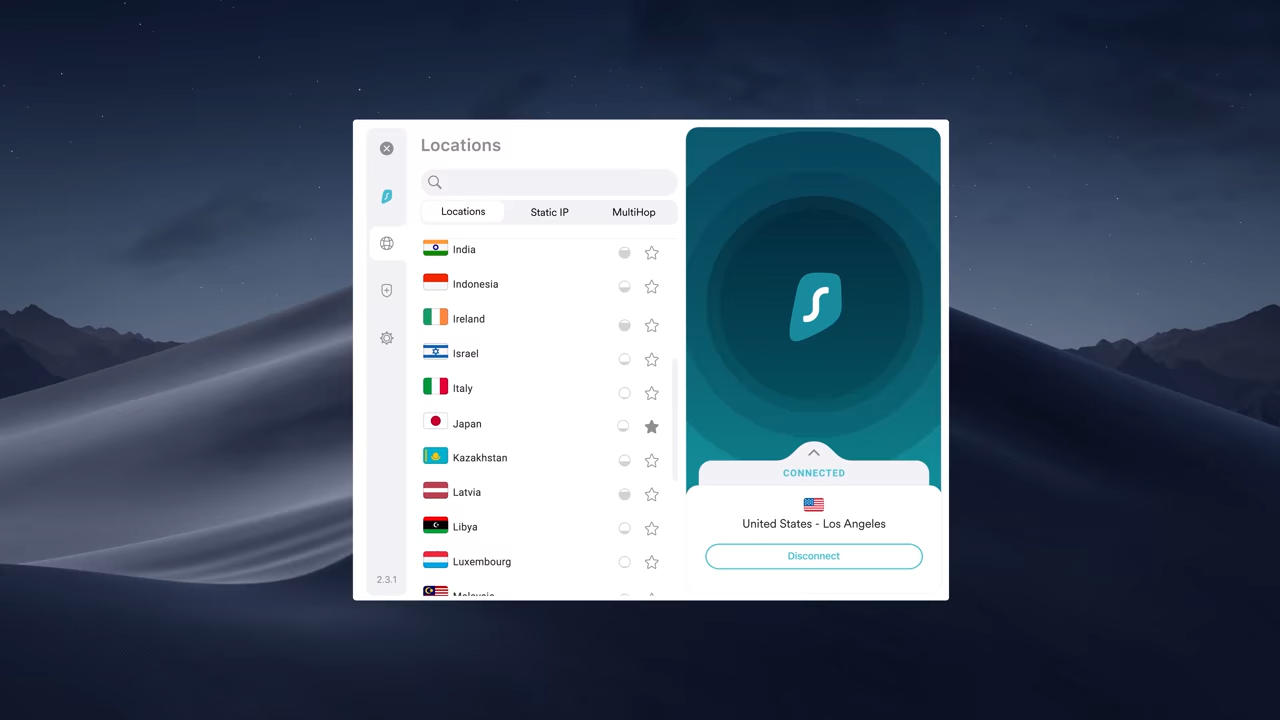 Locations
Locations
Static IP
MultiHop
India
Indonesia
Ireland
Israel
Italy
Japan
Kazakhstan
Latvia
Libya
Luxembourg
Malaysia
2.3.1
CONNECTED
United States - Los Angeles
Disconnect